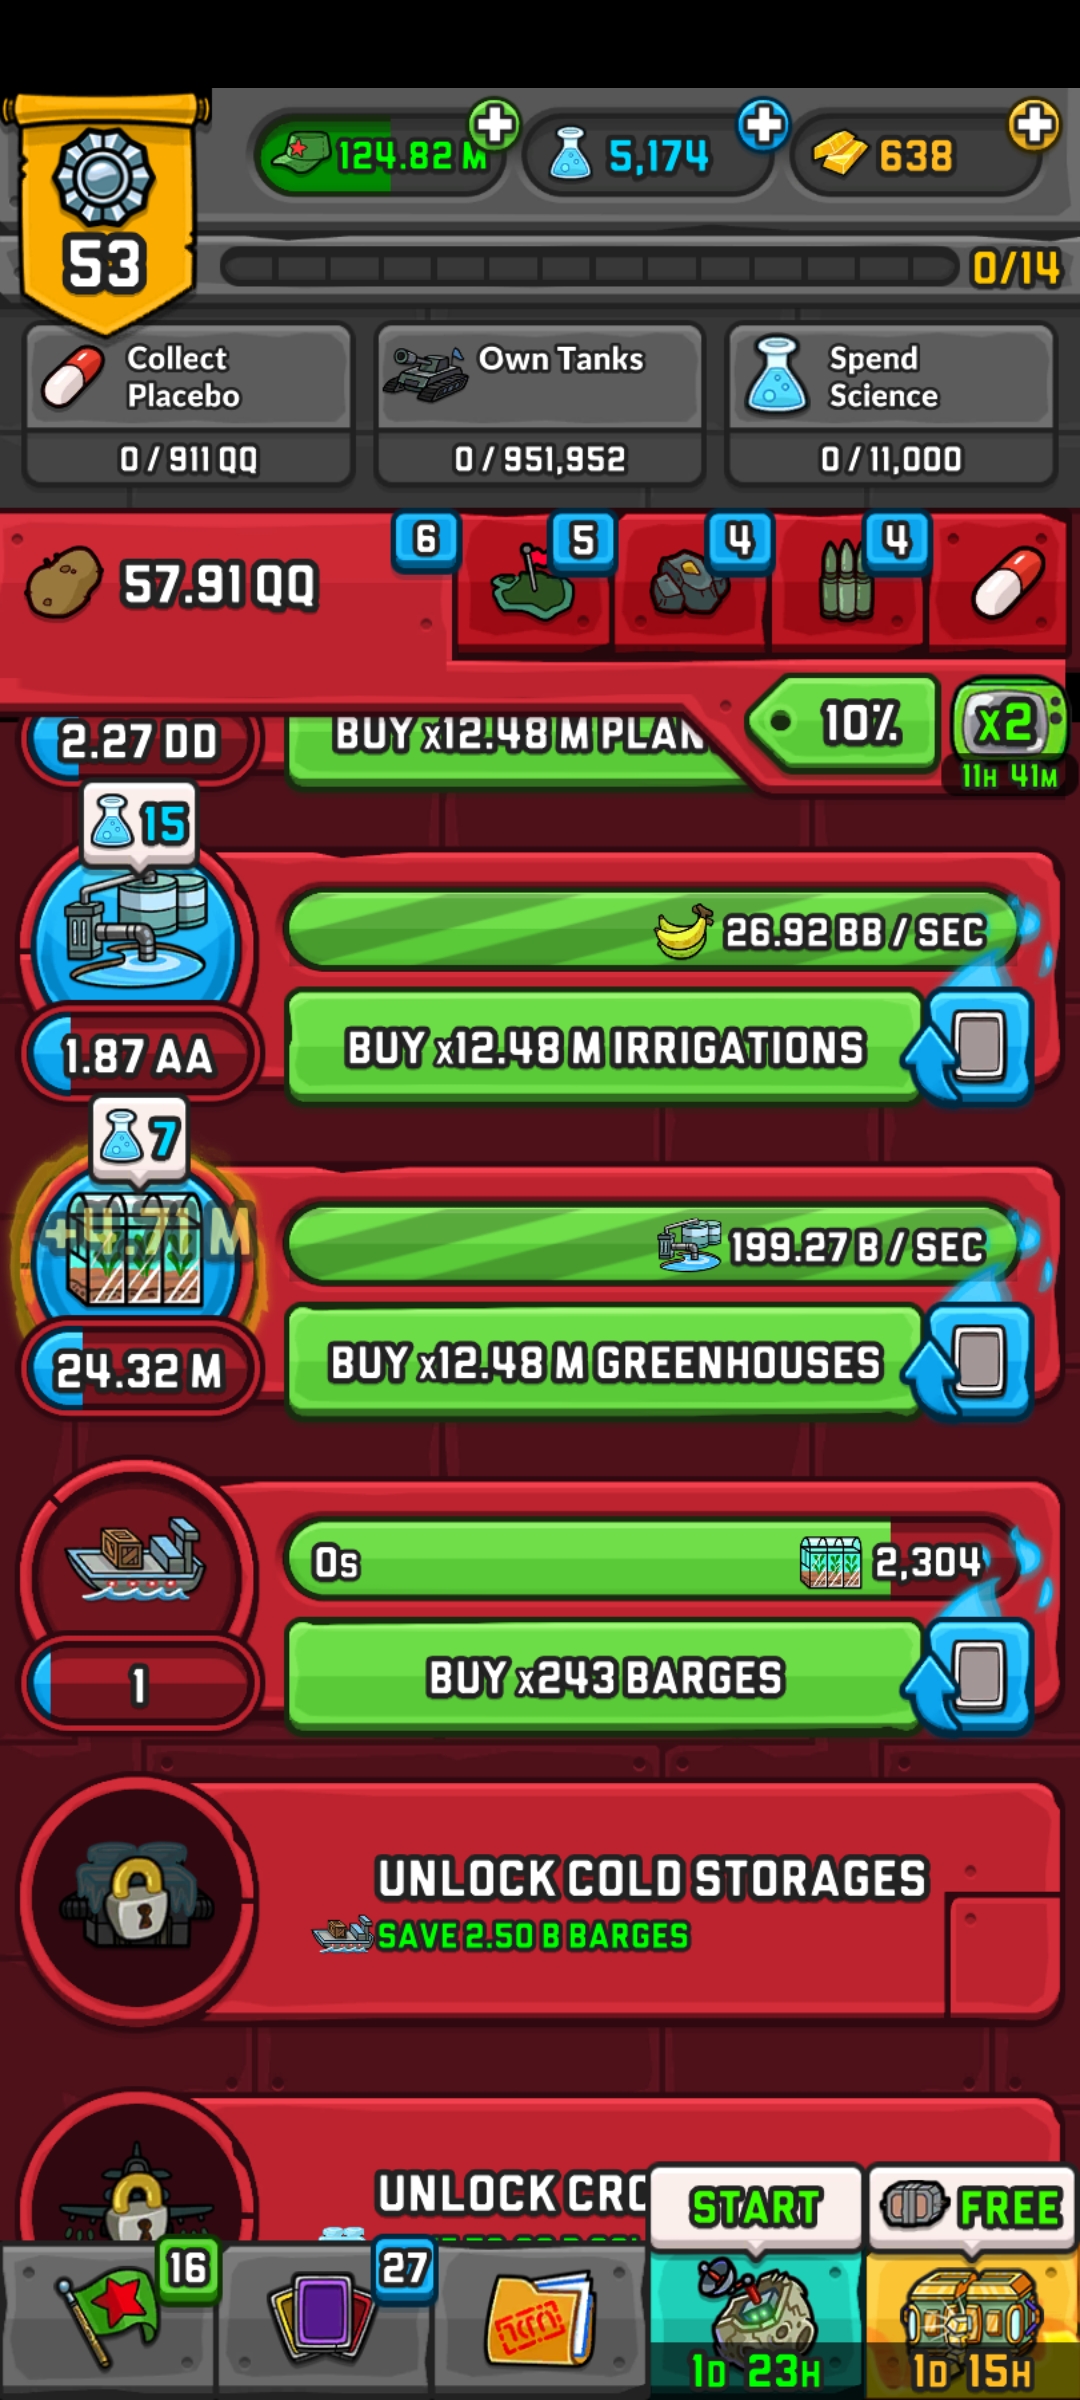 124.82 M
5,174
638
53
0/14
Collect
Placebo
0 / 911 QQ
Own Tanks
0 / 951,952
Spend
Science
0 / 11,000
57.91 QQ
6
5
4
4
10%
X2
11H 41M
2.27 DD
BUY x12.48 M PLAN
15
26.92 BB / SEC
1.87 AA
BUY x12.48 M IRRIGATIONS
7
199.27 B / SEC
24.32 M
BUY x12.48 M GREENHOUSES
0s
2,304
1
BUY x243 BARGES
UNLOCK COLD STORAGES
SAVE 2.50 B BARGES
UNLOCK CRO
START
FREE
16
27
1D 23H
1D 15H